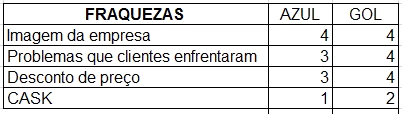 FRAQUEZAS AZUL GOL
Imagem da empresa 4 4
Problemas que clientes enfrentaram 3 4
Desconto de preço 3 4
CASK 1 2